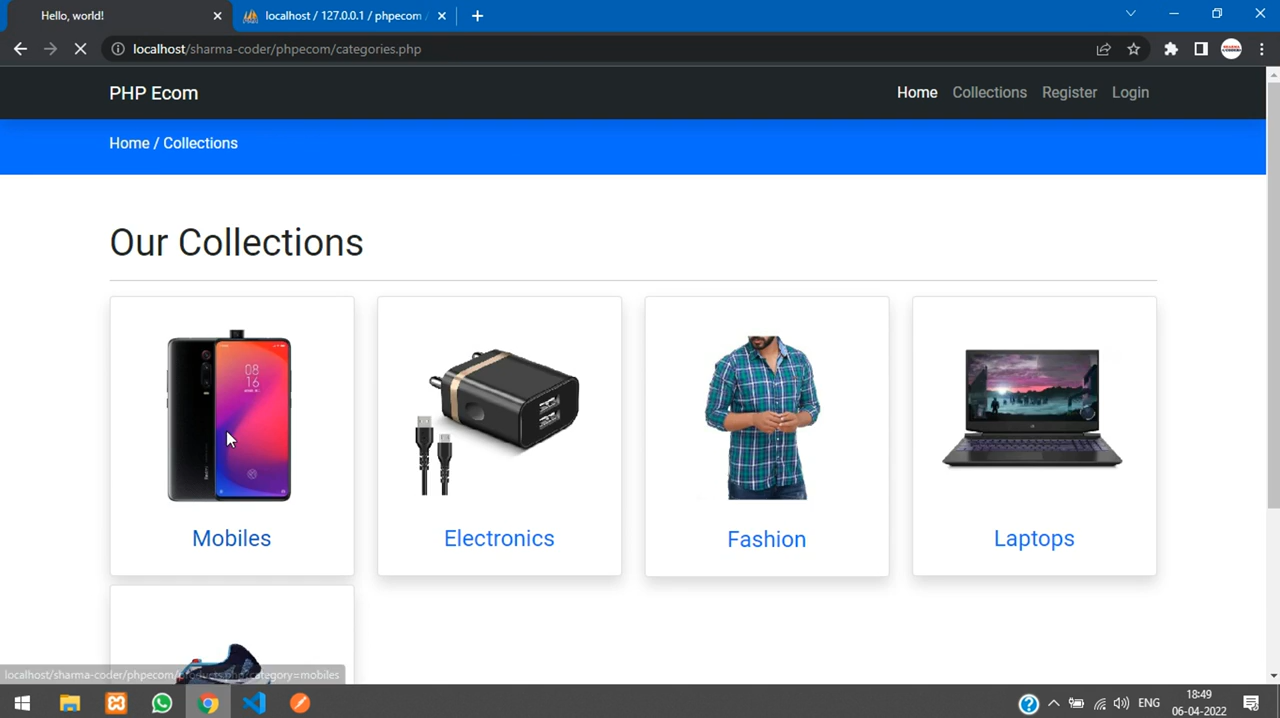 Hello, world!
localhost / 127.0.0.1 / phpecom
localhost/sharma-coder/phpecom/categories.php
PHP Ecom
Home Collections Register Login
Home / Collections
Our Collections
08
16
Mobiles Electronics Fashion Laptops
localhost/sharma-coder/phpecom/products.php?category=mobiles
ENG
18:49
06-04-2022